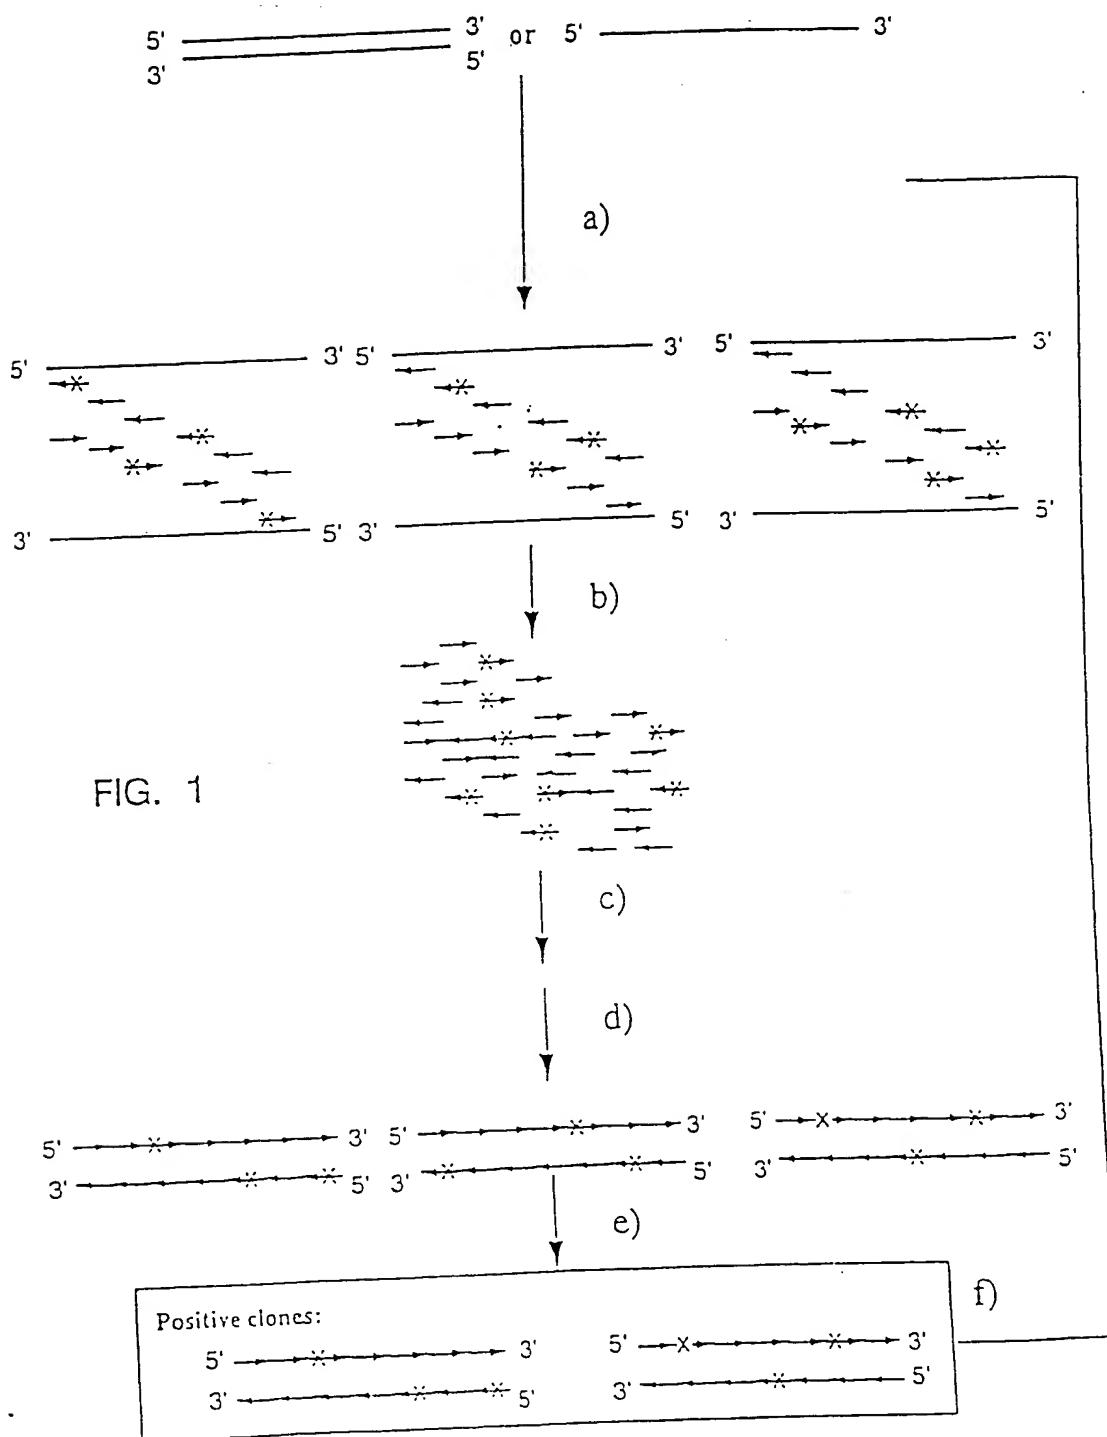 5' 3' or 5' 3'
3' 5'
a)
5' 3' 5' 3' 5' 3'
3' 5' 3' 5' 3' 5'
b)
FIG. 1
c)
d)
5' 3' 5' 3' 5' X 3'
3' 5' 3' 5' 3' 5'
e)
f)
Positive clones:
5' 3' 5' X 3'
3' 5' 3' 5'